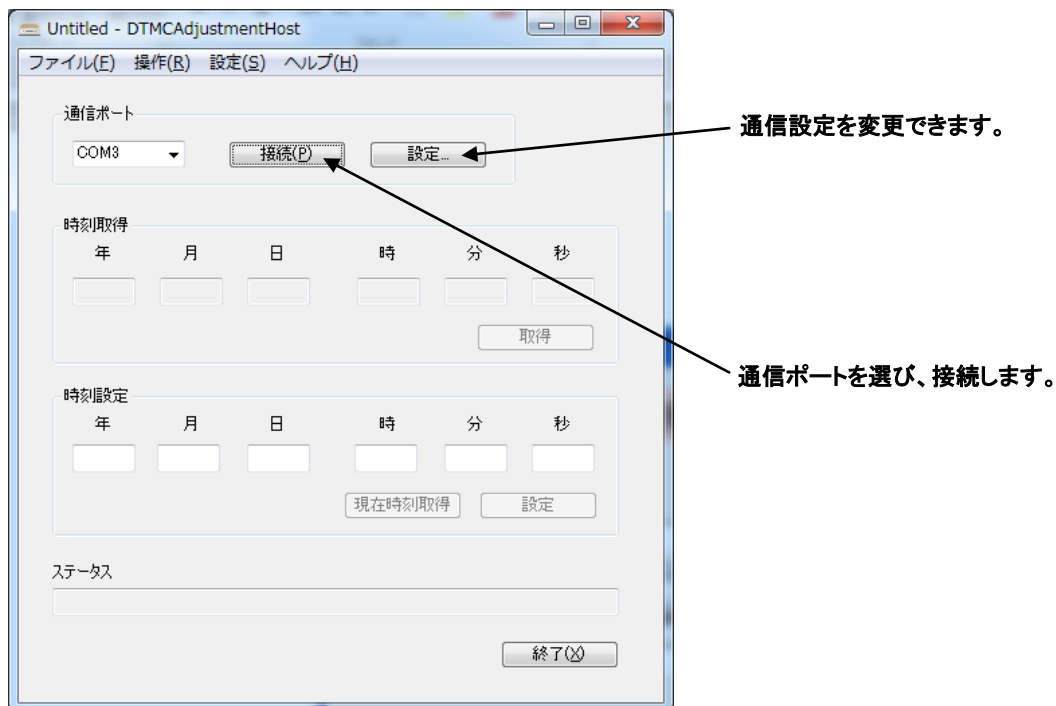 Untitled - DTMCAdjustmentHost
ファイル(F) 操作(R) 設定(S) ヘルプ(H)
通信ポート
通信設定を変更できます。
COM3 接続(P) 設定...
時刻取得
年 月 日 時 分 秒
取得
通信ポートを選び、接続します。
時刻設定
年 月 日 時 分 秒
現在時刻取得 設定
ステータス
終了(X)